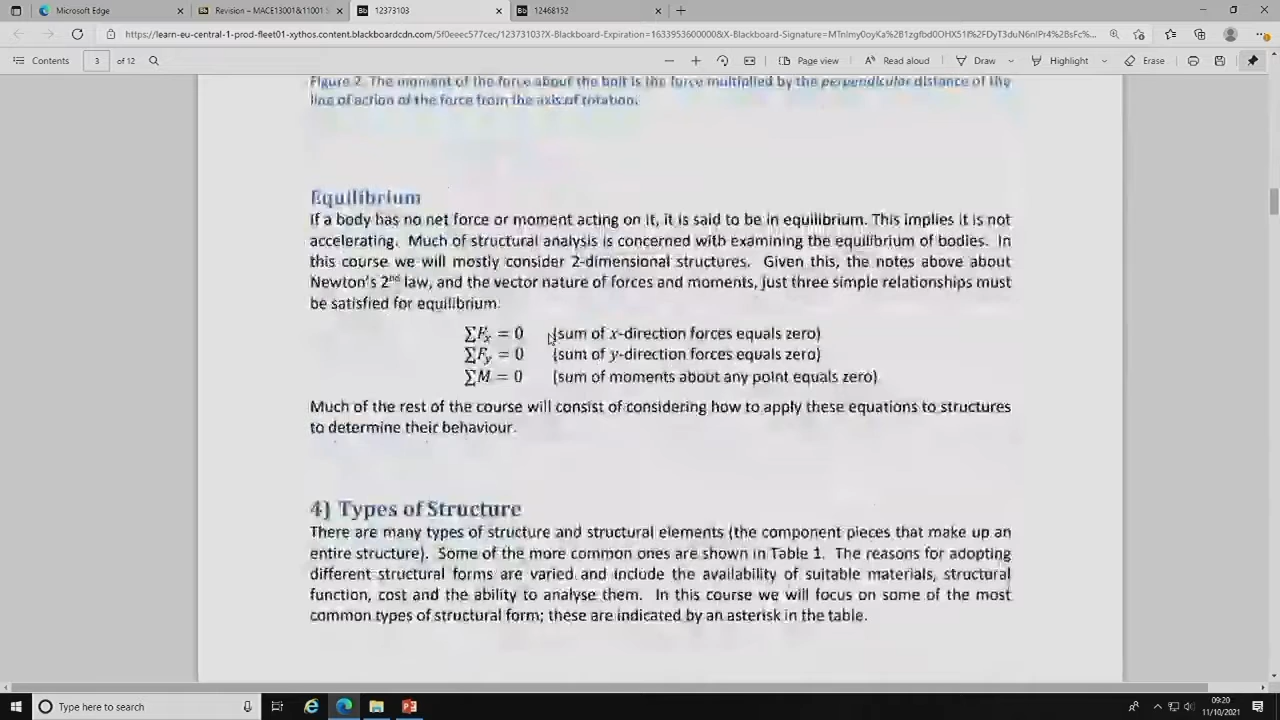 Microsoft Edge
Revision – MACE13001&11001 S
12373103
12468152
https://learn-eu-central-1-prod-fleet01-xythos.content.blackboardcdn.com/5f0eeec577cec/12373103?X-Blackboard-Expiration=1633953600000&X-Blackboard-Signature=
Contents 3 of 12 Page view Read aloud Draw Highlight Erase
Figure 2. The moment of the force about the bolt is the force multiplied by the perpendicular distance of the
line of action of the force from the axis of rotation.
Equilibrium
If a body has no net force or moment acting on it, it is said to be in equilibrium. This implies it is not
accelerating. Much of structural analysis is concerned with examining the equilibrium of bodies. In
this course we will mostly consider 2-dimensional structures. Given this, the notes above about
Newton's 2nd law, and the vector nature of forces and moments, just three simple relationships must
be satisfied for equilibrium.
∑Fx = 0 (sum of x-direction forces equals zero)
∑Fy = 0 (sum of y-direction forces equals zero)
∑M = 0 (sum of moments about any point equals zero)
Much of the rest of the course will consist of considering how to apply these equations to structures
to determine their behaviour.
4) Types of Structure
There are many types of structure and structural elements (the component pieces that make up an
entire structure). Some of the more common ones are shown in Table 1. The reasons for adopting
different structural forms are varied and include the availability of suitable materials, structural
function, cost and the ability to analyse them. In this course we will focus on some of the most
common types of structural form; these are indicated by an asterisk in the table.
Type here to search
09:20
11/10/2021